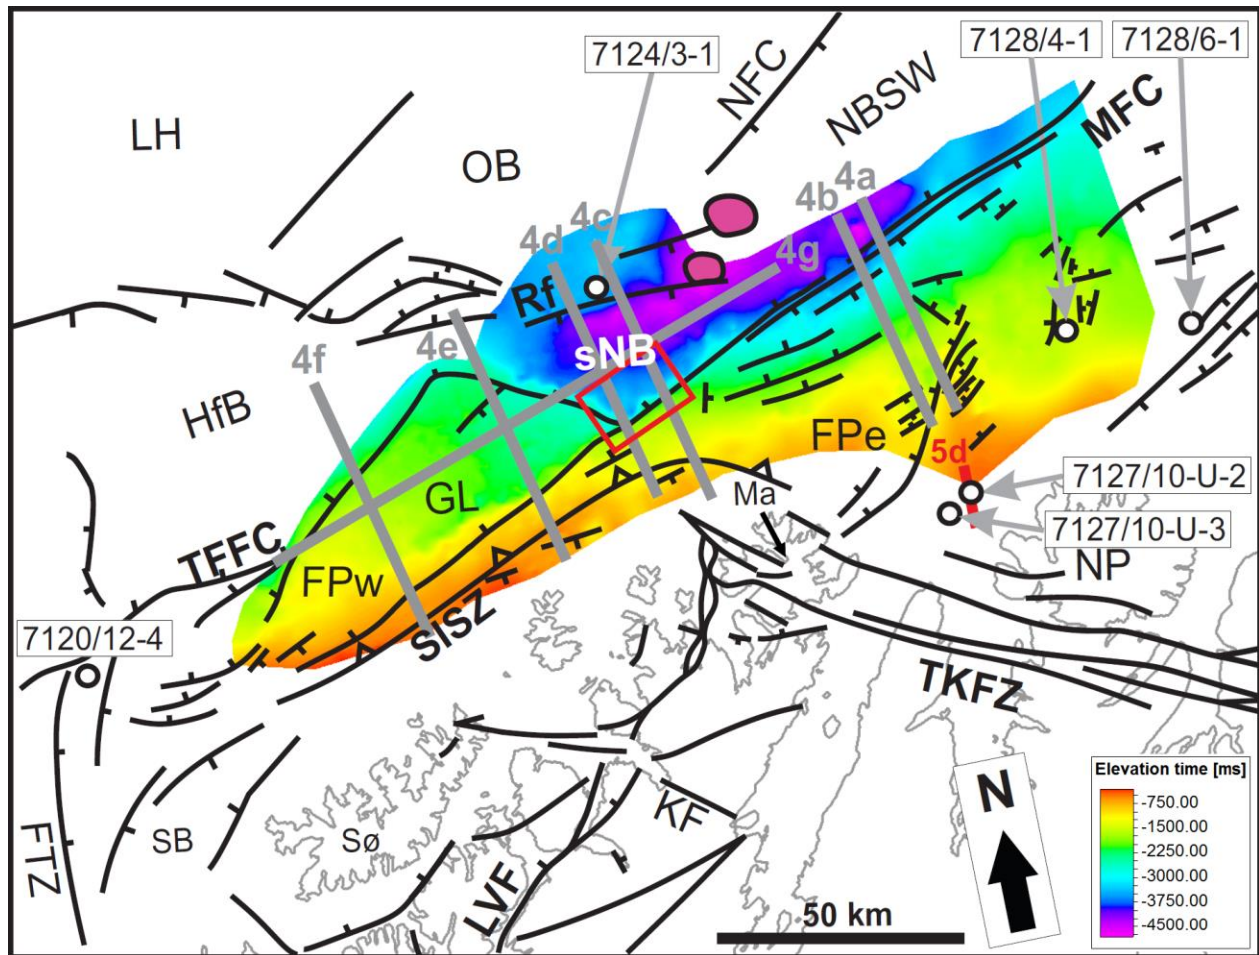 7124/3-1
7128/4-1
7128/6-1
NFC
NBSW
MFC
LH
OB
4a
4b
4c
4d
4g
Rf
sNB
4e
4f
HfB
FPe
GL
5d
7127/10-U-2
Ma
7127/10-U-3
TFFC
FPw
NP
SISZ
7120/12-4
TKFZ
Elevation time [ms]
-750.00
-1500.00
-2250.00
-3000.00
-3750.00
-4500.00
N
KF
FTZ
SB
Sø
LVF
50 km